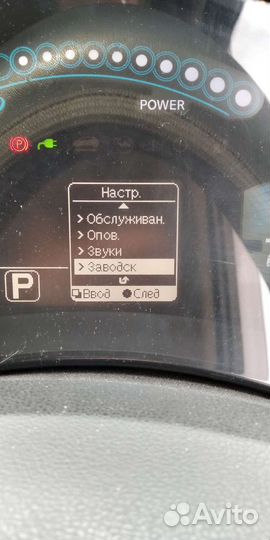 POWER
P
Настр.
> Обслуживан.
> Опов.
> Звуки
> Заводск
P
Ввод След
Avito